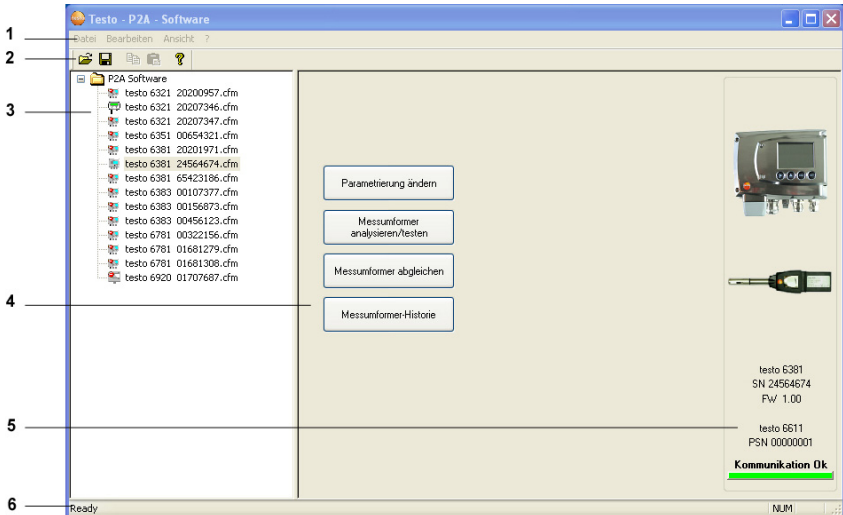 Testo - P2A - Software
1
Datei Bearbeiten Ansicht ?
2
3
P2A Software
testo 6321 20200957.cfm
testo 6321 20207346.cfm
testo 6321 20207347.cfm
testo 6351 00654321.cfm
testo 6381 20201971.cfm
testo 6381 24564674.cfm
testo 6381 65423186.cfm
testo 6383 00107377.cfm
testo 6383 00156873.cfm
testo 6383 00456123.cfm
testo 6781 00322156.cfm
testo 6781 01681279.cfm
testo 6781 01681308.cfm
testo 6920 01707687.cfm
Parametrierung ändern
Messumformer
analysieren/testen
Messumformer abgleichen
4
Messumformer-Historie
testo 6381
SN 24564674
FW 1.00
5
testo 6611
PSN 00000001
Kommunikation Ok
6
Ready
NUM